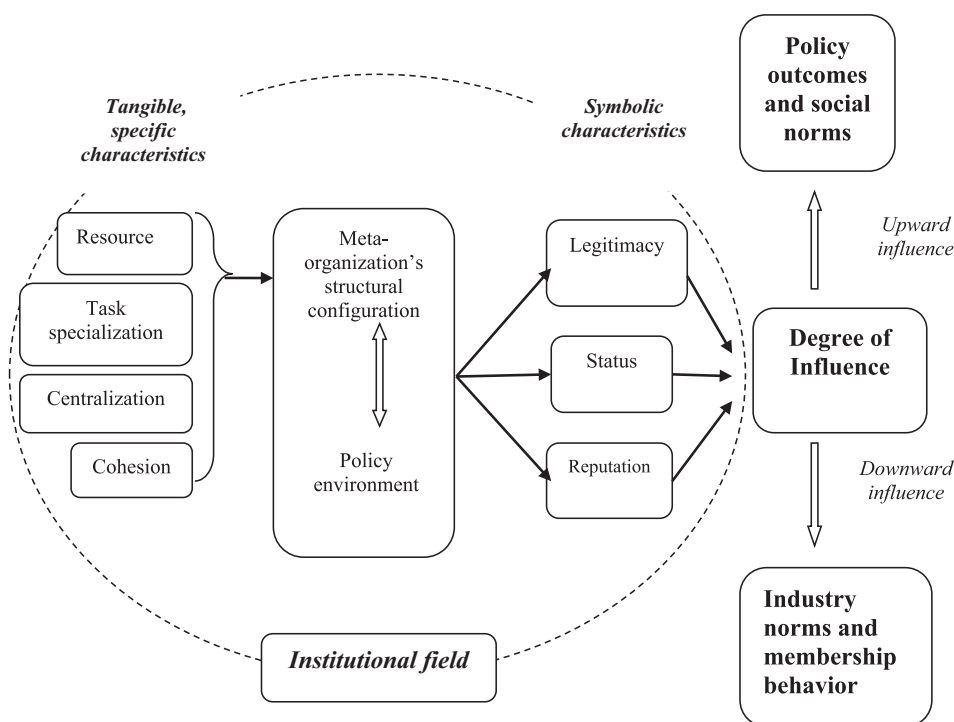 Tangible,
specific
characteristics
Resource
Task
specialization
Centralization
Cohesion
Meta-
organization's
structural
configuration
Policy
environment
Symbolic
characteristics
Legitimacy
Status
Reputation
Institutional field
Policy
outcomes
and social
norms
Upward
influence
Degree of
Influence
Downward
influence
Industry
norms and
membership
behavior